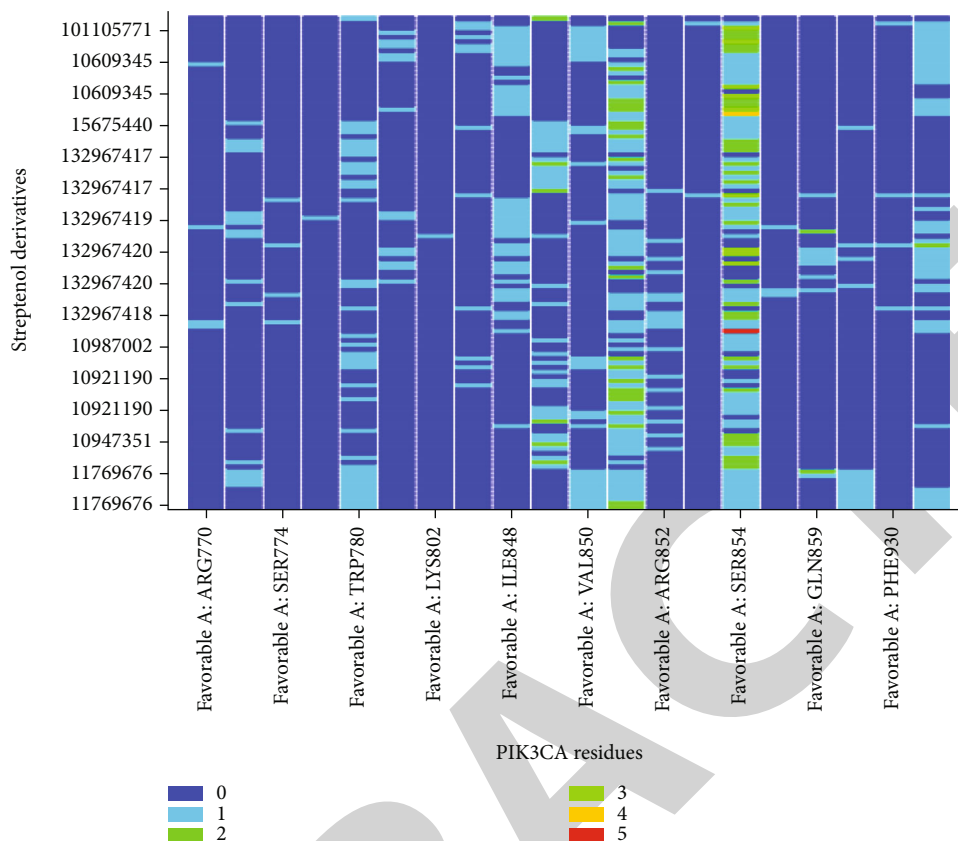 Streptenol derivatives
101105771
10609345
10609345
15675440
132967417
132967417
132967419
132967420
132967420
132967418
10987002
10921190
10921190
10947351
11769676
11769676
Favorable A: ARG770
Favorable A: SER774
Favorable A: TRP780
Favorable A: LYS802
Favorable A: ILE848
Favorable A: VAL850
Favorable A: ARG852
Favorable A: SER854
Favorable A: GLN859
Favorable A: PHE930
PIK3CA residues
0
1
2
3
4
5